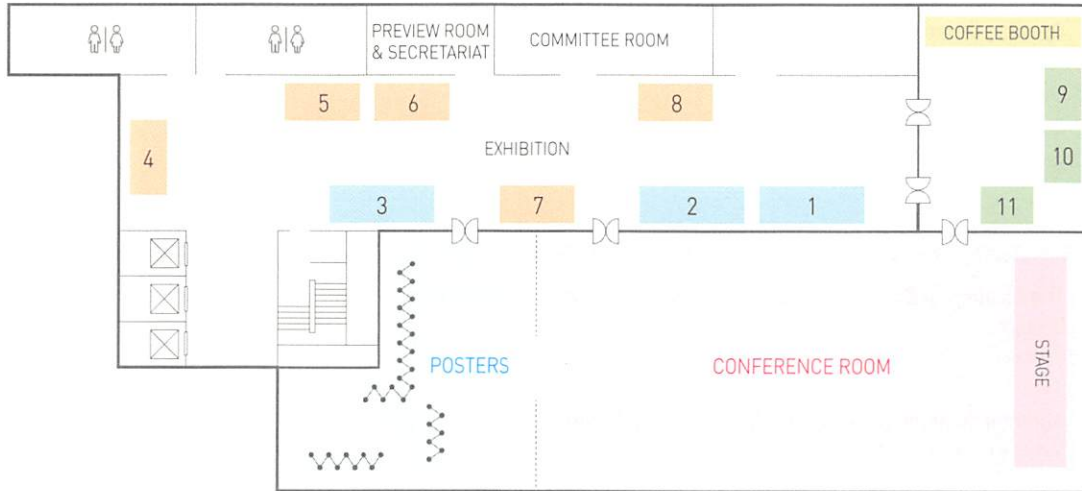 PREVIEW ROOM
& SECRETARIAT
COMMITTEE ROOM
COFFEE BOOTH
5
6
8
9
4
EXHIBITION
10
3
7
2
1
11
POSTERS
CONFERENCE ROOM
STAGE